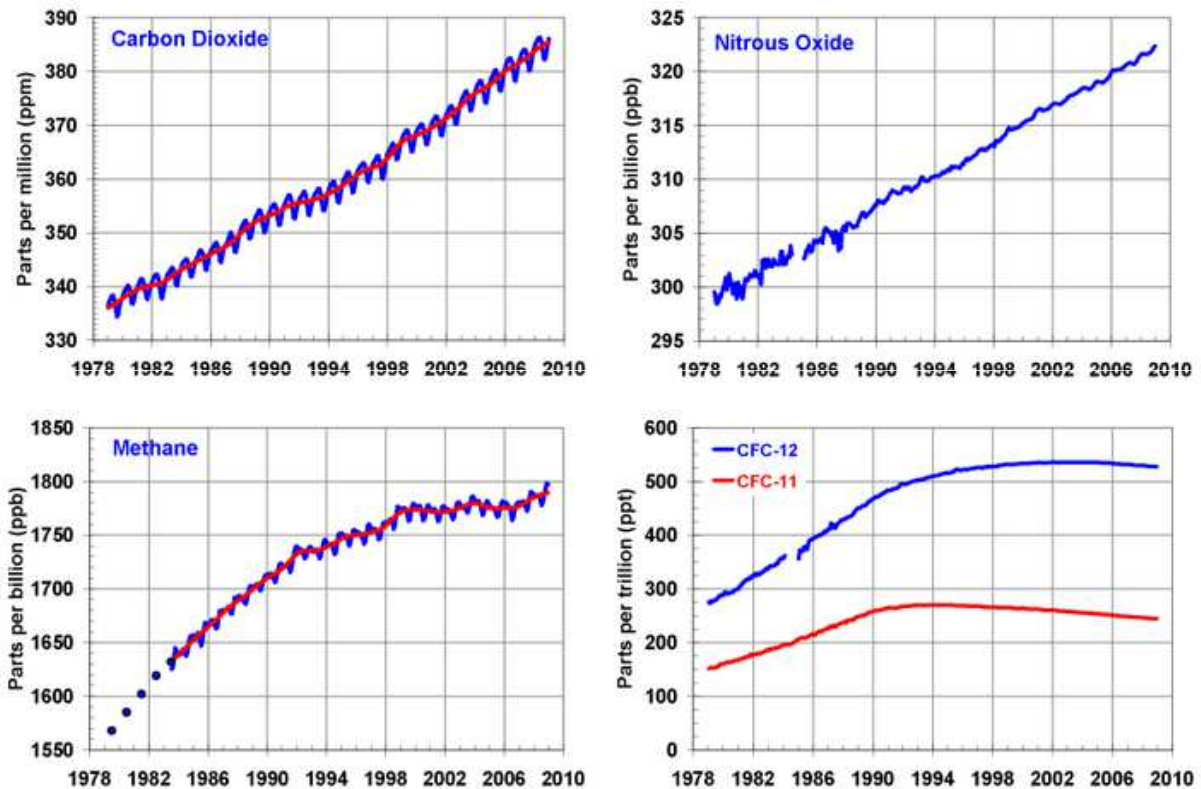 Carbon Dioxide
Parts per million (ppm)
390
380
370
360
350
340
330
1978 1982 1986 1990 1994 1998 2002 2006 2010
Nitrous Oxide
Parts per billion (ppb)
325
320
315
310
305
300
295
1978 1982 1986 1990 1994 1998 2002 2006 2010
Methane
Parts per billion (ppb)
1850
1800
1750
1700
1650
1600
1550
1978 1982 1986 1990 1994 1998 2002 2006 2010
CFC-12
CFC-11
Parts per trillion (ppt)
600
500
400
300
200
100
0
1978 1982 1986 1990 1994 1998 2002 2006 2010